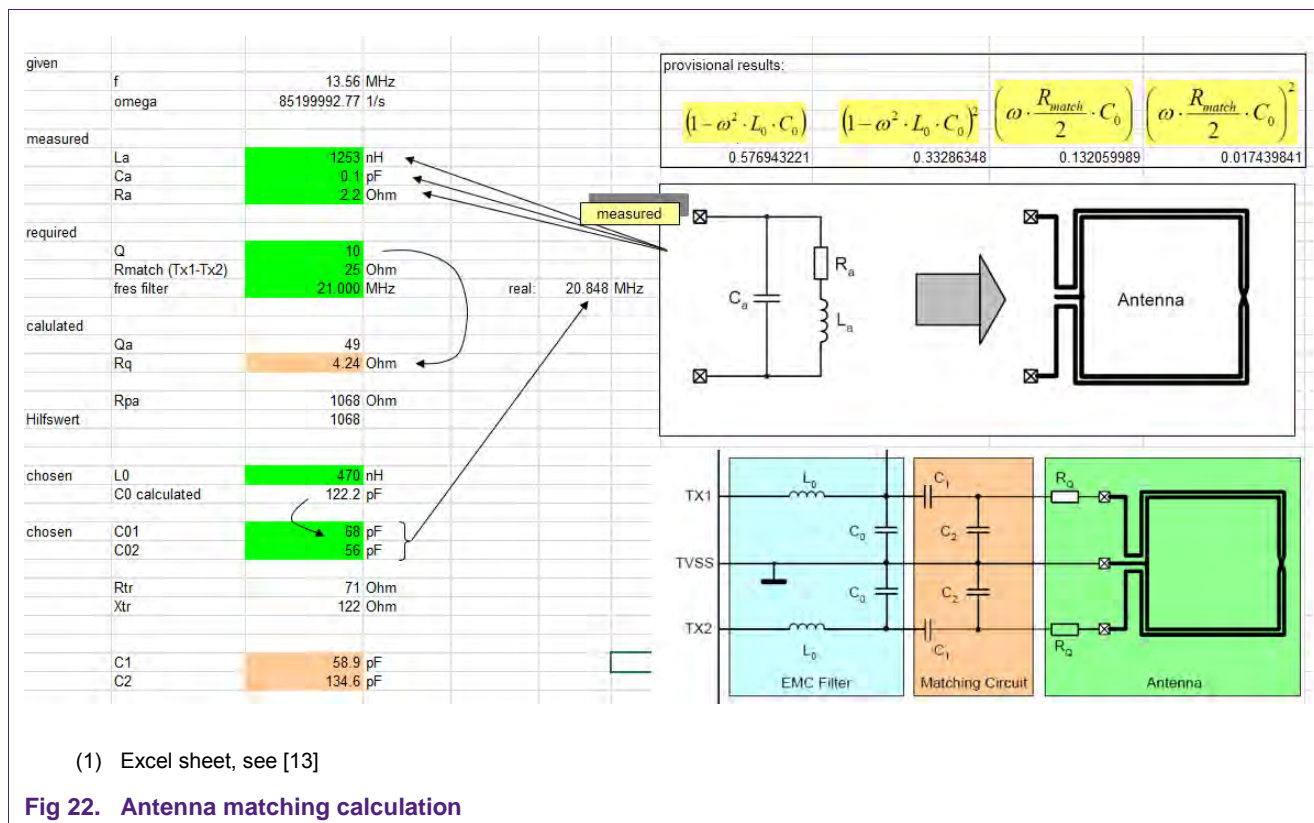 given
f 13.56 MHz
omega 85199992.77 1/s
measured
La 1253 nH
Ca 0.1 pF
Ra 2.2 Ohm
required
Q 10
Rmatch (Tx1-Tx2) 25 Ohm
fres filter 21.000 MHz real: 20.848 MHz
calulated
Qa 49
Rq 4.24 Ohm
Rpa 1068 Ohm
Hilfswert 1068
chosen L0 470 nH
C0 calculated 122.2 pF
chosen C01 68 pF
C02 56 pF
Rtr 71 Ohm
Xtr 122 Ohm
C1 58.9 pF
C2 134.6 pF
provisional results:
(1 − ω² · L₀ · C₀) (1 − ω² · L₀ · C₀)² (ω · R_match/2 · C₀) (ω · R_match/2 · C₀)²
0.576943221 0.33286348 0.132059989 0.017439841
measured
Ca Ra La Antenna
TX1 L₀ C₁ R_Q
C₀ C₂
TVSS
C₀ C₂
TX2 L₀ C₁ R_Q
EMC Filter Matching Circuit Antenna
(1) Excel sheet, see [13]
Fig 22. Antenna matching calculation